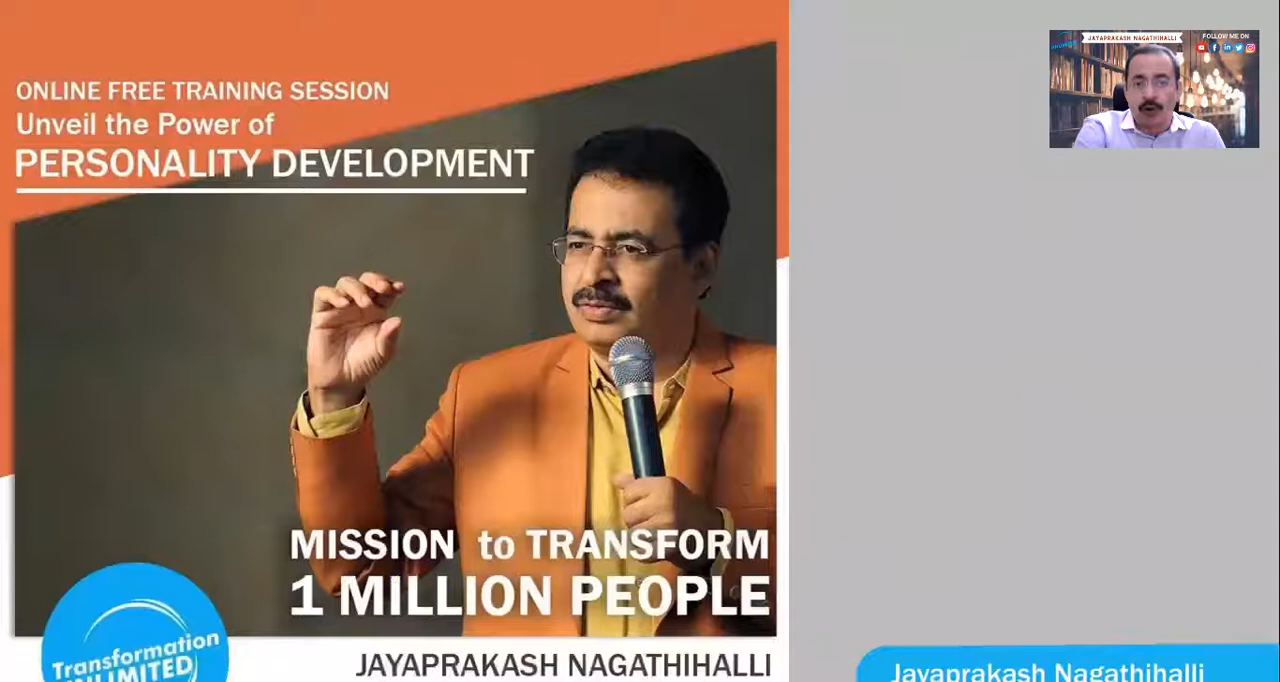 ONLINE FREE TRAINING SESSION
Unveil the Power of
PERSONALITY DEVELOPMENT
MISSION to TRANSFORM
1 MILLION PEOPLE
Transformation
UNLIMITED
JAYAPRAKASH NAGATHIHALLI
JAYAPRAKASH NAGATHIHALLI
FOLLOW ME ON
Jayaprakash Nagathihalli